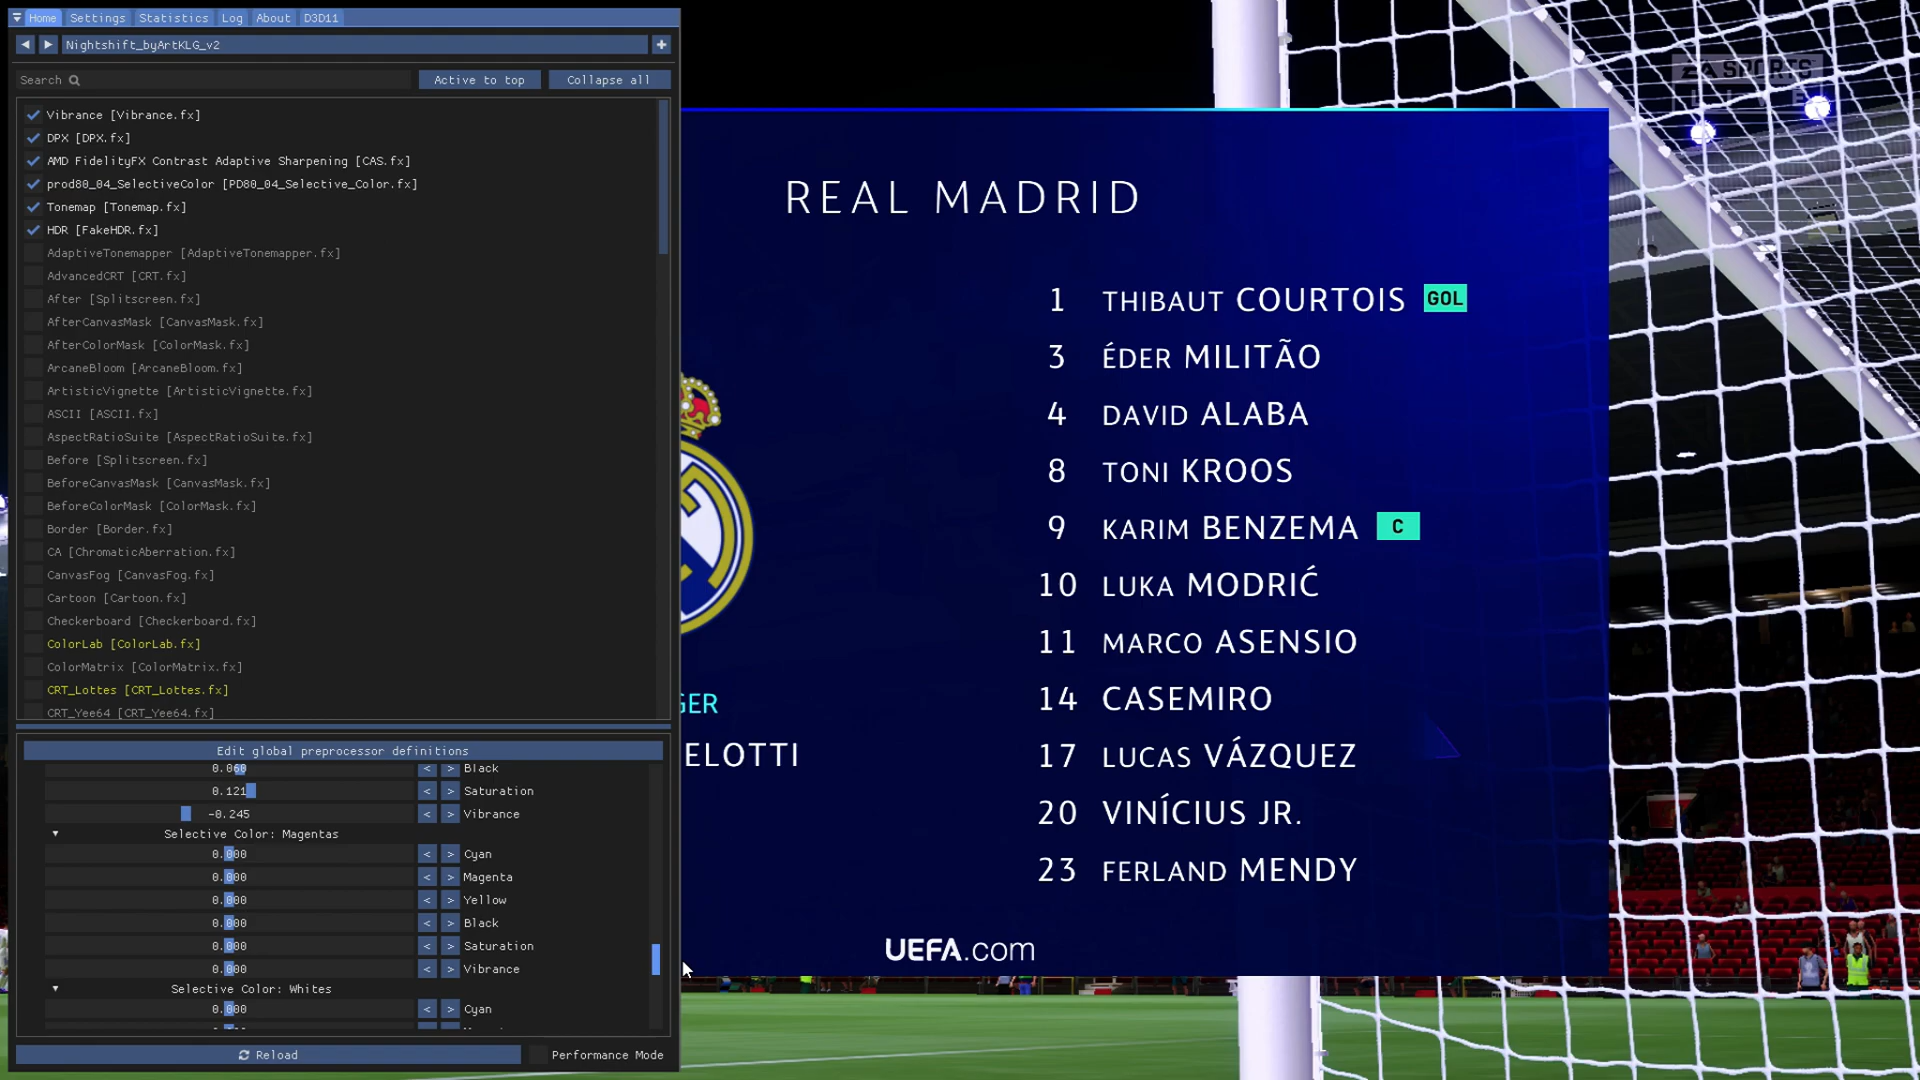 Home Settings Statistics Log About D3D11
Nightshift_byArtKLG_v2
Search Active to top Collapse all
Vibrance [Vibrance.fx]
DPX [DPX.fx]
AMD FidelityFX Contrast Adaptive Sharpening [CAS.fx]
prod80_04_SelectiveColor [PD80_04_Selective_Color.fx]
Tonemap [Tonemap.fx]
HDR [FakeHDR.fx]
AdaptiveTonemapper [AdaptiveTonemapper.fx]
AdvancedCRT [CRT.fx]
After [Splitscreen.fx]
AfterCanvasMask [CanvasMask.fx]
AfterColorMask [ColorMask.fx]
ArcaneBloom [ArcaneBloom.fx]
ArtisticVignette [ArtisticVignette.fx]
ASCII [ASCII.fx]
AspectRatioSuite [AspectRatioSuite.fx]
Before [Splitscreen.fx]
BeforeCanvasMask [CanvasMask.fx]
BeforeColorMask [ColorMask.fx]
Border [Border.fx]
CA [ChromaticAberration.fx]
CanvasFog [CanvasFog.fx]
Cartoon [Cartoon.fx]
Checkerboard [Checkerboard.fx]
ColorLab [ColorLab.fx]
ColorMatrix [ColorMatrix.fx]
CRT_Lottes [CRT_Lottes.fx]
CRT_Yee64 [CRT_Yee64.fx]
Edit global preprocessor definitions
0.060 < > Black
0.121 < > Saturation
-0.245 < > Vibrance
Selective Color: Magentas
0.000 < > Cyan
0.000 < > Magenta
0.000 < > Yellow
0.000 < > Black
0.000 < > Saturation
0.000 < > Vibrance
Selective Color: Whites
0.000 < > Cyan
Reload Performance Mode
EA SPORTS
REAL MADRID
1 THIBAUT COURTOIS GOL
3 ÉDER MILITÃO
4 DAVID ALABA
8 TONI KROOS
9 KARIM BENZEMA C
10 LUKA MODRIĆ
11 MARCO ASENSIO
14 CASEMIRO
17 LUCAS VÁZQUEZ
20 VINÍCIUS JR.
23 FERLAND MENDY
GER
ELOTTI
UEFA.com